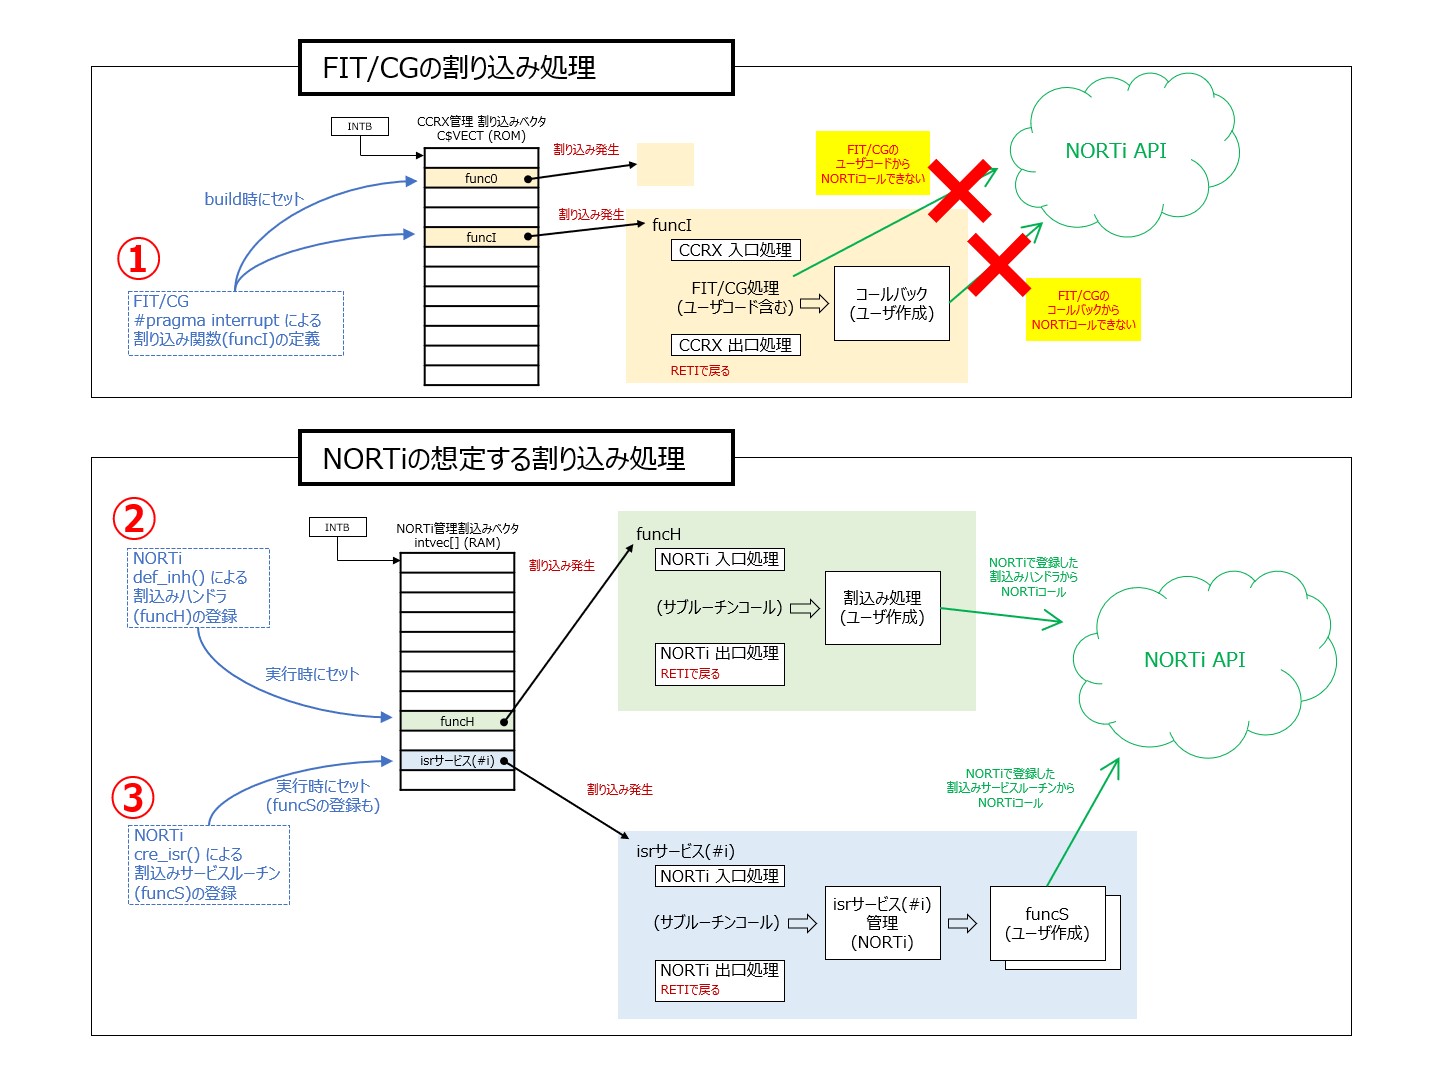 FIT/CGの割り込み処理
INTB
CCRX管理 割り込みベクタ
C$VECT (ROM)
割り込み発生
func0
build時にセット
割り込み発生
funcI
①
FIT/CG
#pragma interrupt による
割り込み関数(funcI)の定義
funcI
CCRX 入口処理
FIT/CG処理
(ユーザコード含む)
CCRX 出口処理
RETIで戻る
コールバック
(ユーザ作成)
FIT/CGの
ユーザコードから
NORTiコールできない
NORTi API
FIT/CGの
コールバックから
NORTiコールできない
NORTiの想定する割り込み処理
②
NORTi
def_inh() による
割込みハンドラ
(funcH)の登録
実行時にセット
INTB
NORTi管理割込みベクタ
intvec[] (RAM)
割り込み発生
funcH
isrサービス(#i)
③
実行時にセット
(funcSの登録も)
NORTi
cre_isr() による
割込みサービスルーチン
(funcS)の登録
funcH
NORTi 入口処理
(サブルーチンコール)
割込み処理
(ユーザ作成)
NORTi 出口処理
RETIで戻る
NORTiで登録した
割込みハンドラから
NORTiコール
NORTi API
割り込み発生
NORTiで登録した
割込みサービスルーチンから
NORTiコール
isrサービス(#i)
NORTi 入口処理
(サブルーチンコール)
isrサービス(#i)
管理
(NORTi)
funcS
(ユーザ作成)
NORTi 出口処理
RETIで戻る